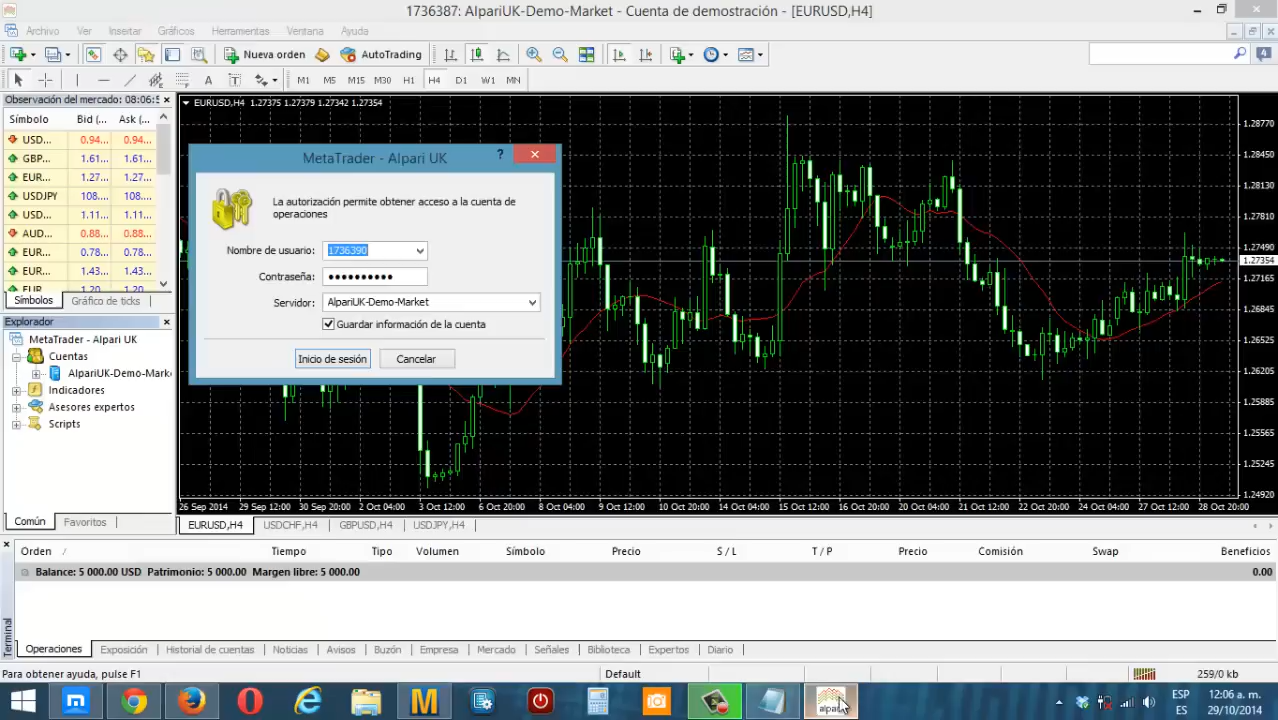 1736387: AlpariUK-Demo-Market - Cuenta de demostración - [EURUSD,H4]
Archivo Ver Insertar Gráficos Herramientas Ventana Ayuda
Nueva orden AutoTrading
A T M1 M5 M15 M30 H1 H4 D1 W1 MN
Observación del mercado: 08:06:5
Símbolo Bid (... Ask (...
USD... 0.94... 0.94...
GBP... 1.61... 1.61...
EUR... 1.27... 1.27...
USDJPY 108... 108...
USD... 1.11... 1.11...
AUD... 0.88... 0.88...
EUR... 0.78... 0.78...
EUR... 1.43... 1.43...
EUR... 1.20... 1.20...
Símbolos Gráfico de ticks
Explorador
MetaTrader - Alpari UK
Cuentas
AlpariUK-Demo-Mark
Indicadores
Asesores expertos
Scripts
Común Favoritos
EURUSD,H4 1.27375 1.27379 1.27342 1.27354
1.28770
1.28450
1.28130
1.27810
1.27490
1.27354
1.27165
1.26845
1.26525
1.26205
1.25885
1.25565
1.25245
1.24920
MetaTrader - Alpari UK ?
La autorización permite obtener acceso a la cuenta de
operaciones
Nombre de usuario: 1736390
Contraseña: ••••••••••
Servidor: AlpariUK-Demo-Market
Guardar información de la cuenta
Inicio de sesión Cancelar
26 Sep 2014 29 Sep 12:00 30 Sep 20:00 2 Oct 04:00 3 Oct 12:00 6 Oct 20:00 8 Oct 04:00 9 Oct 12:00 10 Oct 20:00 14 Oct 04:00 15 Oct 12:00 16 Oct 20:00 20 Oct 04:00 21 Oct 12:00 22 Oct 20:00 24 Oct 04:00 27 Oct 12:00 28 Oct 20:00
EURUSD,H4 USDCHF,H4 GBPUSD,H4 USDJPY,H4
Orden / Tiempo Tipo Volumen Símbolo Precio S / L T / P Precio Comisión Swap Beneficios
Balance: 5 000.00 USD Patrimonio: 5 000.00 Margen libre: 5 000.00 0.00
Terminal
Operaciones Exposición Historial de cuentas Noticias Avisos Buzón Empresa Mercado Señales Biblioteca Expertos Diario
Para obtener ayuda, pulse F1 Default 259/0 kb
alpari
ESP 12:06 a. m.
ES 29/10/2014